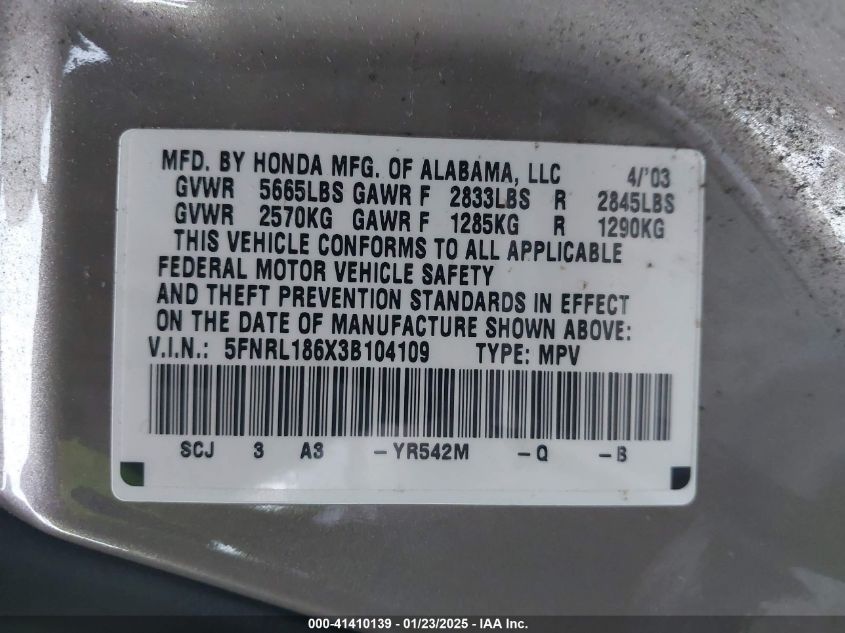 MFD. BY HONDA MFG. OF ALABAMA, LLC 4/'03
GVWR 5665LBS GAWR F 2833LBS R 2845LBS
GVWR 2570KG GAWR F 1285KG R 1290KG
THIS VEHICLE CONFORMS TO ALL APPLICABLE
FEDERAL MOTOR VEHICLE SAFETY
AND THEFT PREVENTION STANDARDS IN EFFECT
ON THE DATE OF MANUFACTURE SHOWN ABOVE:
V.I.N.: 5FNRL186X3B104109 TYPE: MPV
SCJ 3 A3 -YR542M -Q -B
000-41410139 - 01/23/2025 - IAA Inc.